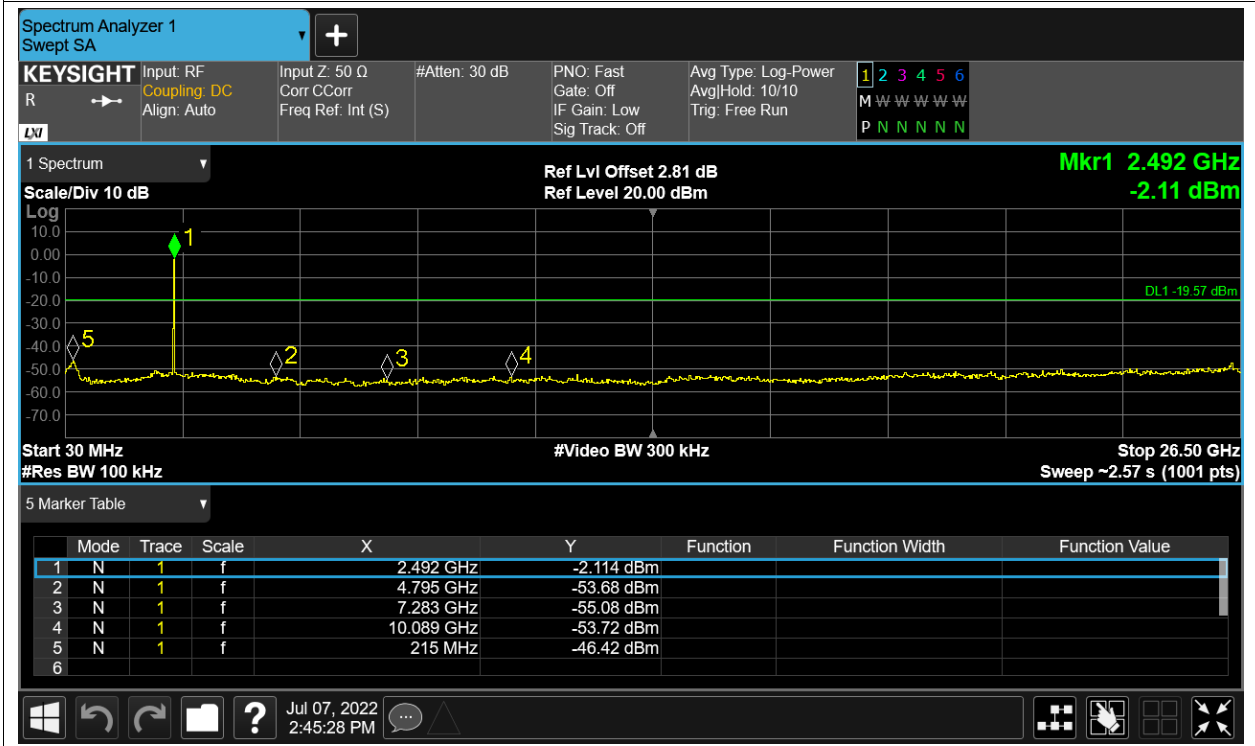 Spectrum Analyzer 1
Swept SA
+
KEYSIGHT
R
LXI
Input: RF
Coupling: DC
Align: Auto
Input Z: 50 Ω
Corr CCorr
Freq Ref: Int (S)
#Atten: 30 dB
PNO: Fast
Gate: Off
IF Gain: Low
Sig Track: Off
Avg Type: Log-Power
Avg|Hold: 10/10
Trig: Free Run
1 2 3 4 5 6
M W W W W W
P N N N N N
1 Spectrum
Scale/Div 10 dB
Ref Lvl Offset 2.81 dB
Ref Level 20.00 dBm
Mkr1 2.492 GHz
-2.11 dBm
Log
10.0
0.00
-10.0
-20.0
-30.0
-40.0
-50.0
-60.0
-70.0
1
DL1 -19.57 dBm
5
2
3
4
Start 30 MHz
#Video BW 300 kHz
Stop 26.50 GHz
#Res BW 100 kHz
Sweep ~2.57 s (1001 pts)
5 Marker Table
Mode Trace Scale X Y Function Function Width Function Value
1 N 1 f 2.492 GHz -2.114 dBm
2 N 1 f 4.795 GHz -53.68 dBm
3 N 1 f 7.283 GHz -55.08 dBm
4 N 1 f 10.089 GHz -53.72 dBm
5 N 1 f 215 MHz -46.42 dBm
6
?
Jul 07, 2022
2:45:28 PM